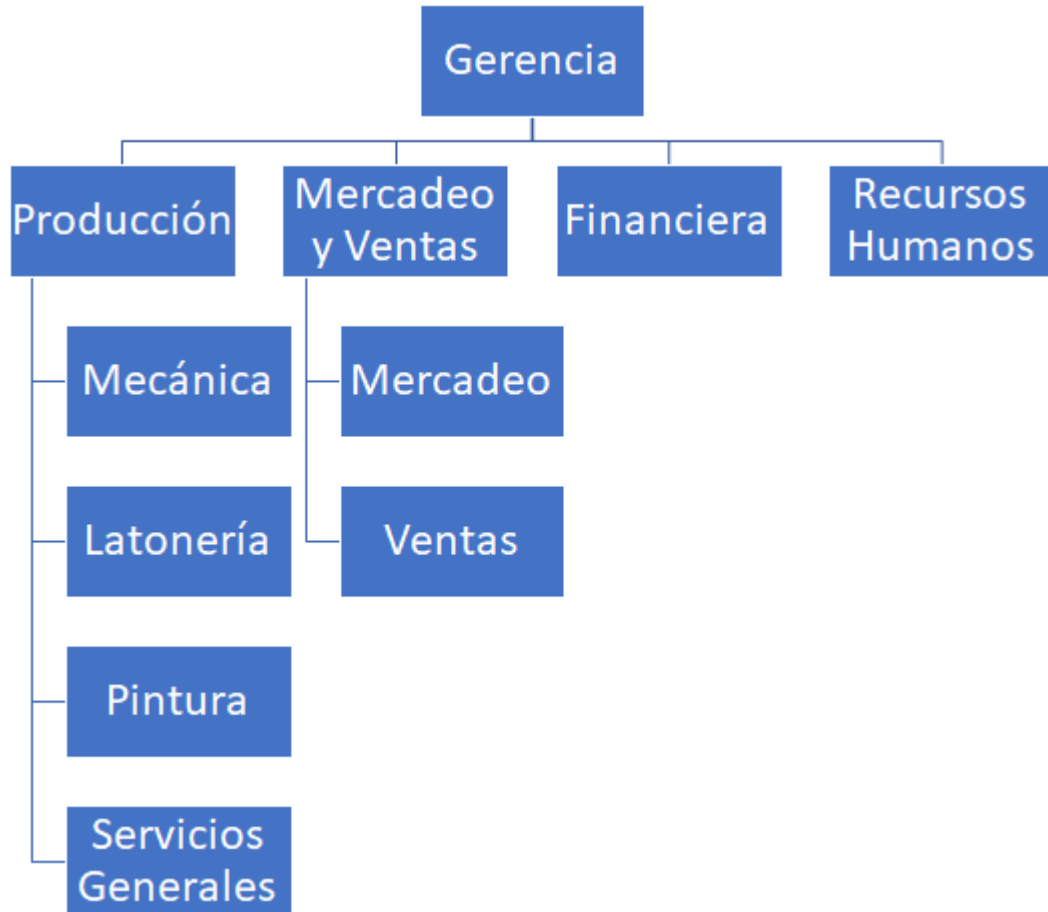 Gerencia
Producción
Mercadeo
y Ventas
Financiera
Recursos
Humanos
Mecánica
Mercadeo
Latonería
Ventas
Pintura
Servicios
Generales